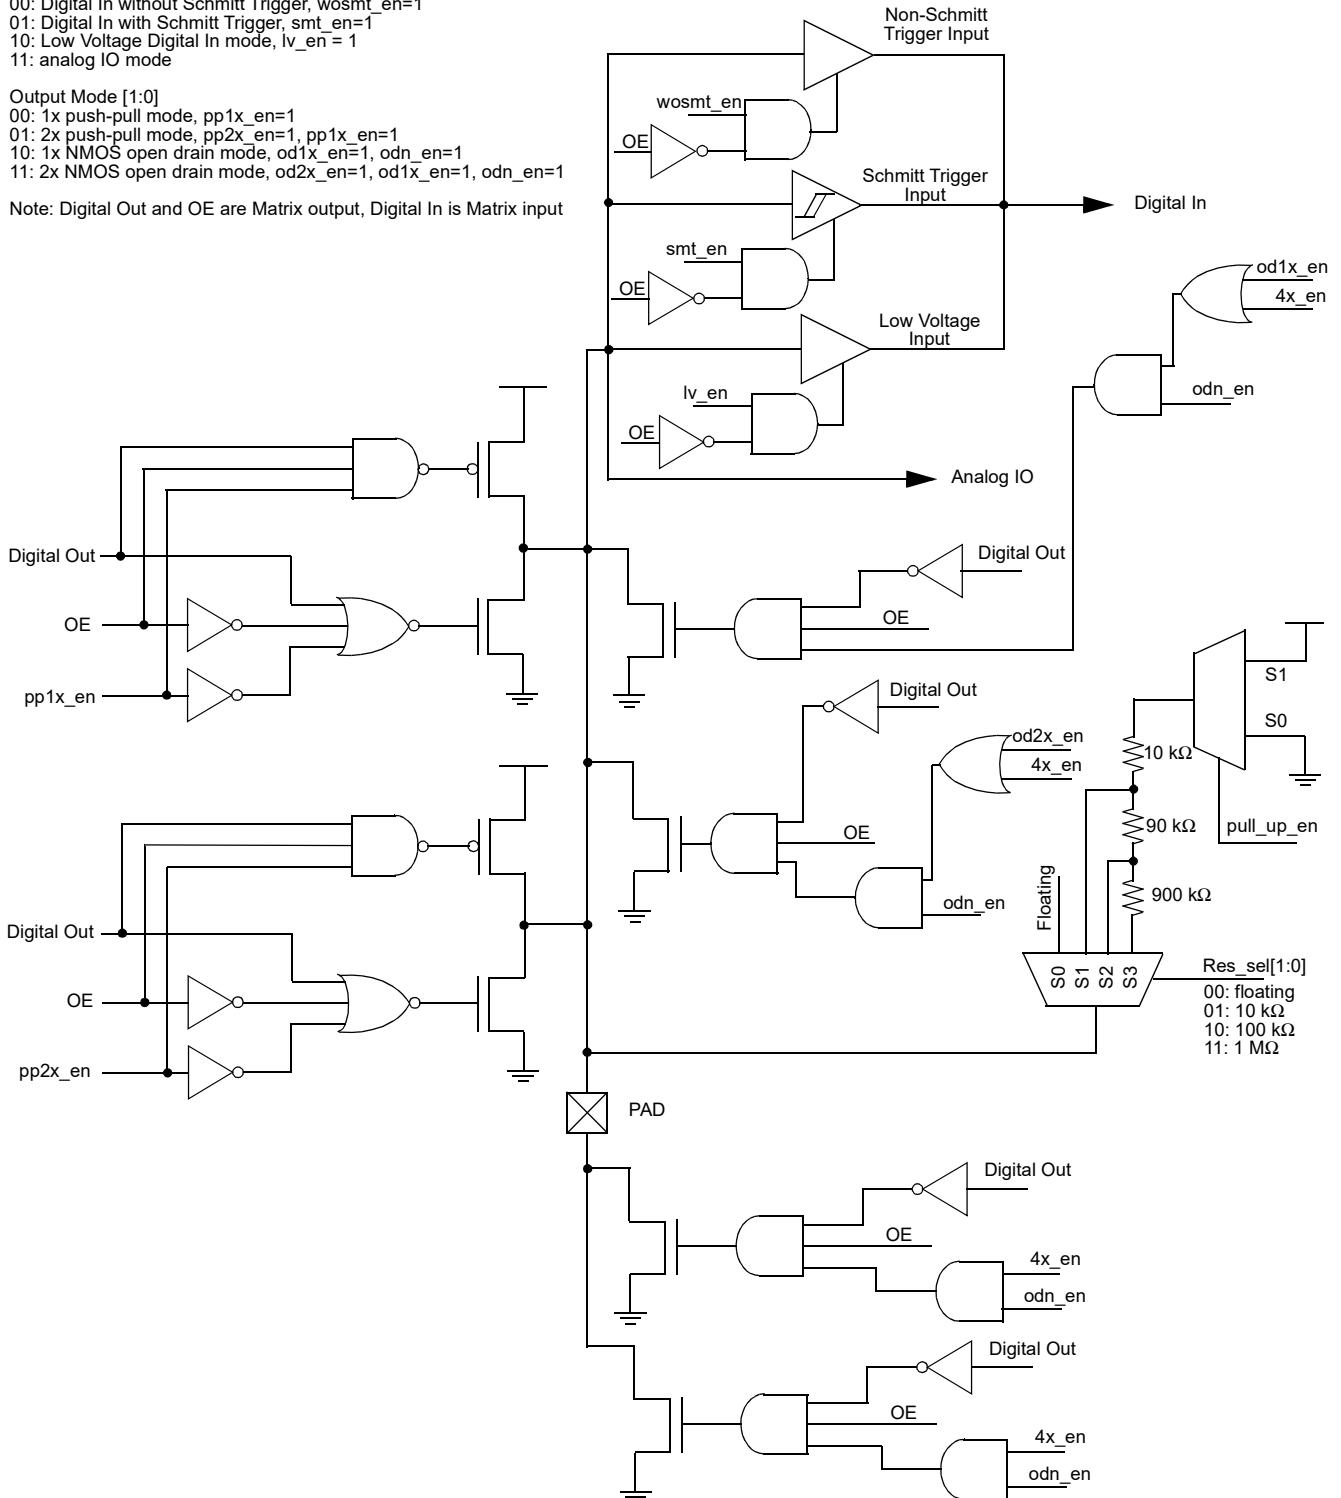 00: Digital In without Schmitt Trigger, wosmt_en=1
01: Digital In with Schmitt Trigger, smt_en=1
10: Low Voltage Digital In mode, lv_en = 1
11: analog IO mode
Output Mode [1:0]
00: 1x push-pull mode, pp1x_en=1
01: 2x push-pull mode, pp2x_en=1, pp1x_en=1
10: 1x NMOS open drain mode, od1x_en=1, odn_en=1
11: 2x NMOS open drain mode, od2x_en=1, od1x_en=1, odn_en=1
Note: Digital Out and OE are Matrix output, Digital In is Matrix input
Non-Schmitt
Trigger Input
wosmt_en
OE
Schmitt Trigger
Input
Digital In
smt_en
OE
Low Voltage
Input
lv_en
OE
Analog IO
od1x_en
4x_en
odn_en
Digital Out
OE
pp1x_en
Digital Out
OE
Digital Out
od2x_en
4x_en
OE
odn_en
S1
S0
10 kΩ
90 kΩ
900 kΩ
pull_up_en
Floating
S0
S1
S2
S3
Res_sel[1:0]
00: floating
01: 10 kΩ
10: 100 kΩ
11: 1 MΩ
Digital Out
OE
pp2x_en
PAD
Digital Out
OE
4x_en
odn_en
Digital Out
OE
4x_en
odn_en